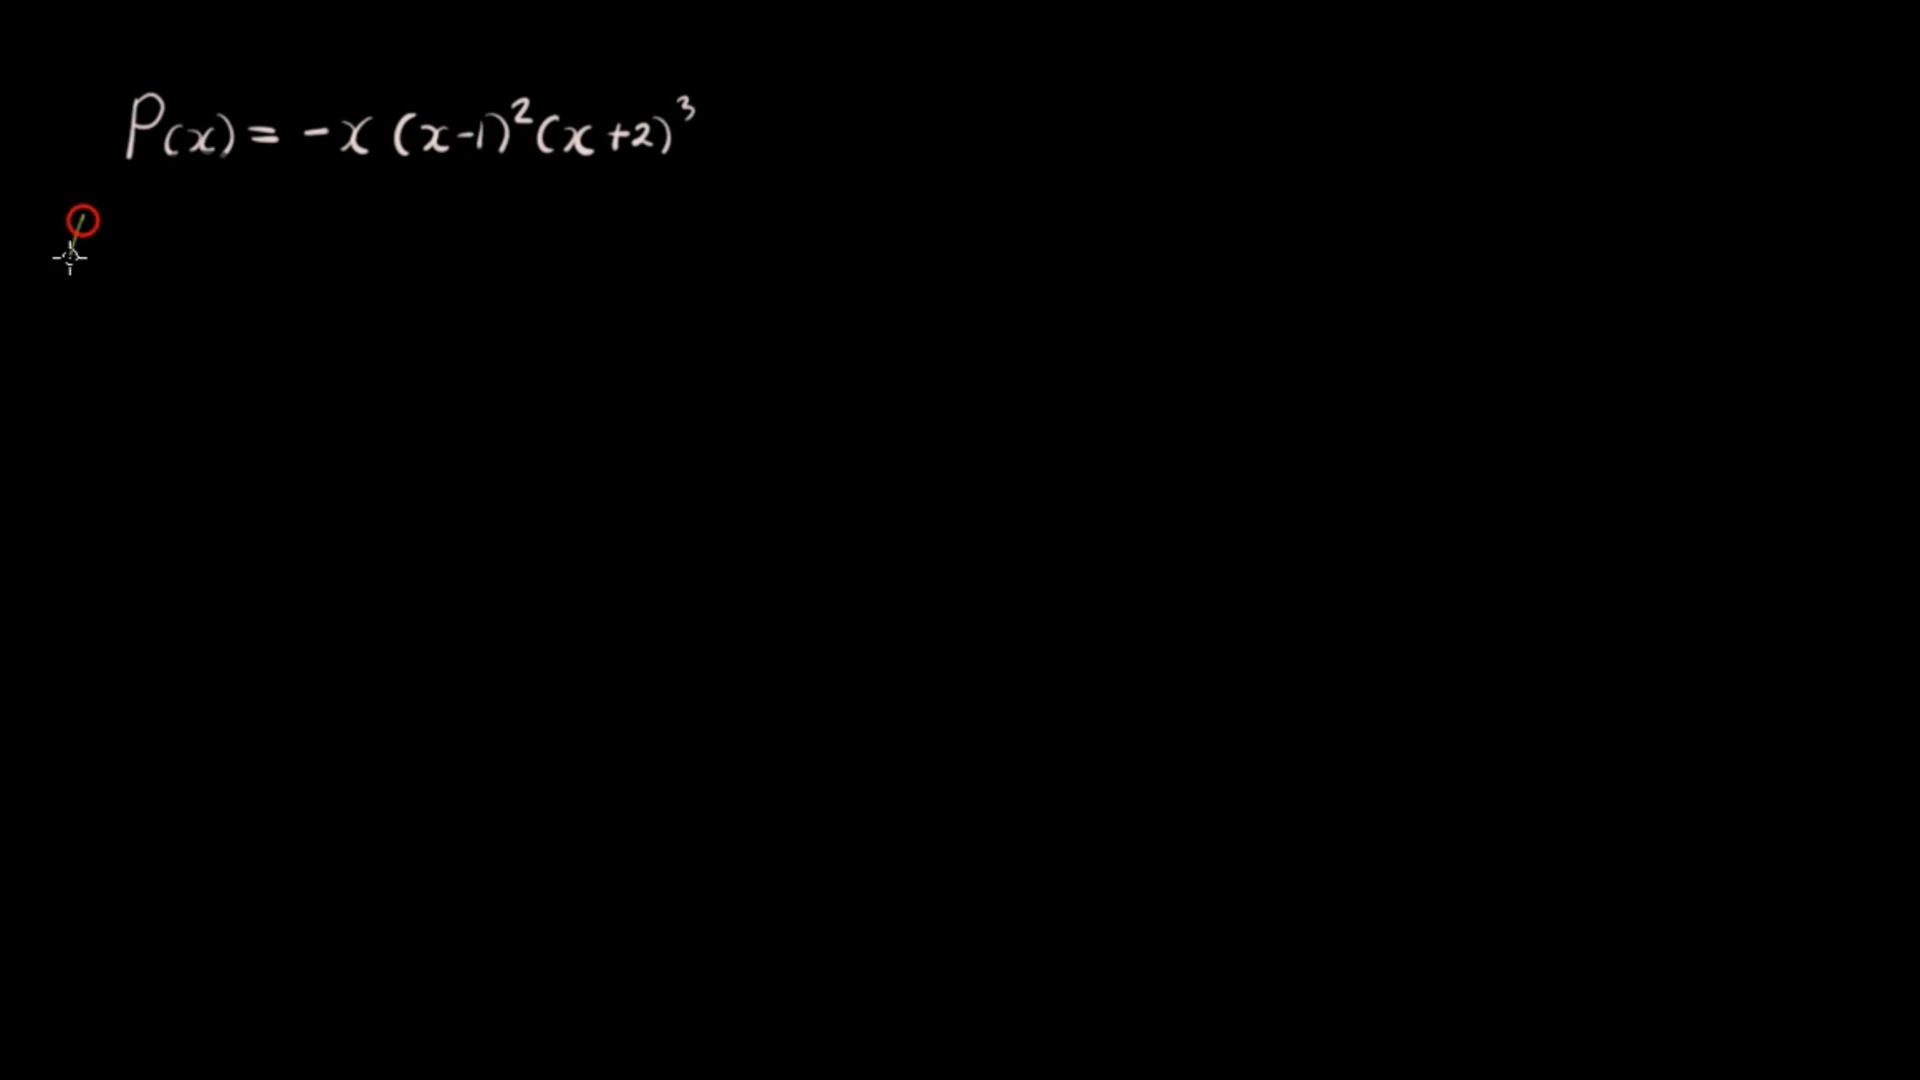 P(x) = -x (x-1)²(x+2)³